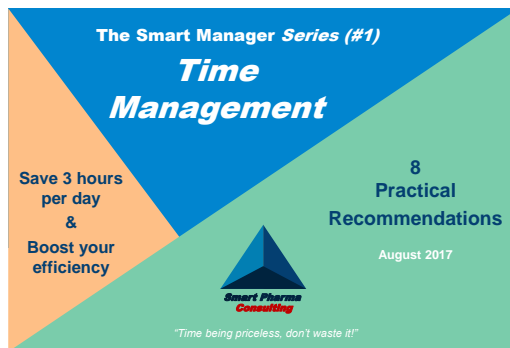 The Smart Manager Series (#1)
Time
Management
Save 3 hours
per day
&
Boost your
efficiency
8
Practical
Recommendations
August 2017
Smart Pharma
Consulting
"Time being priceless, don't waste it!"